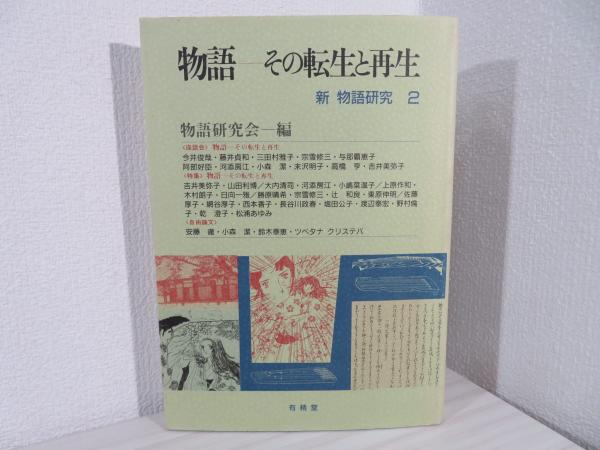 物語―その転生と再生
新 物語研究 2
物語研究会―編
〈座談会〉物語―その転生と再生
今井俊哉・藤井貞和・三田村雅子・宗雪修三・与那覇恵子
阿部好臣・河添房江・小森 潔・末沢明子・高橋 亨・吉井美弥子
〈特集〉物語―その転生と再生
吉井美弥子・山田利博/大内清司・河添房江・小嶋菜温子/上原作和・
木村朗子・日向一雅/勝原晴希・宗雪修三・辻 和良・東原伸明/佐藤
厚子・網谷厚子・西本香子・長谷川政春・堀田公子・渡辺泰宏・野村倫
子・乾 澄子・松浦あゆみ
〈自由論文〉
安藤 徹・小森 潔・鈴木泰恵・ツベタナ クリステバ
有精堂